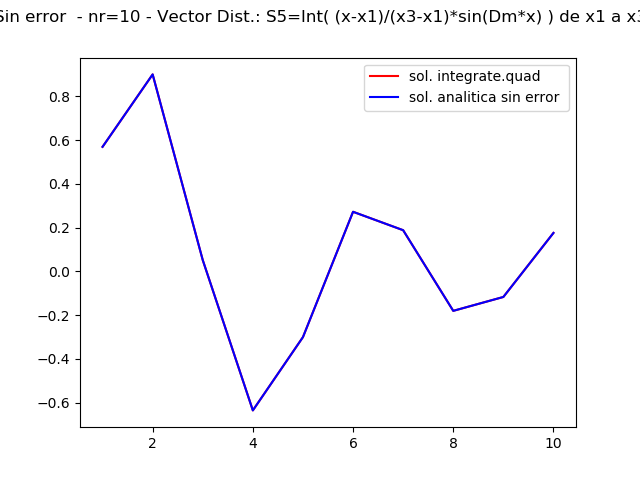 Sin error - nr=10 - Vector Dist.: S5=Int( (x-x1)/(x3-x1)*sin(Dm*x) ) de x1 a x3
sol. integrate.quad
sol. analitica sin error
0.8
0.6
0.4
0.2
0.0
−0.2
−0.4
−0.6
2 4 6 8 10